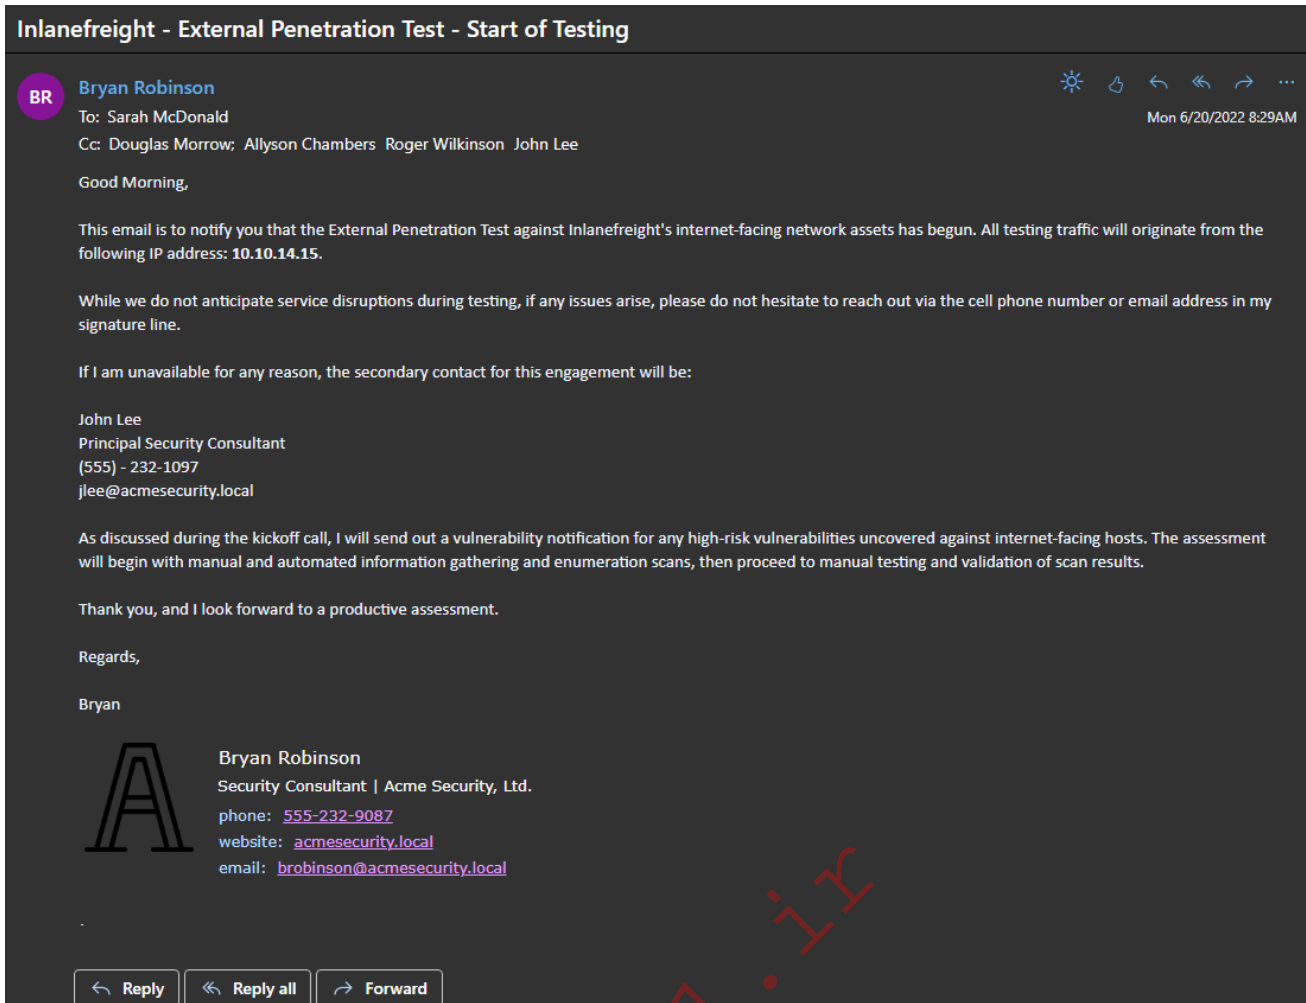 Inlanefreight - External Penetration Test - Start of Testing
BR
Bryan Robinson
To: Sarah McDonald
Mon 6/20/2022 8:29AM
Cc: Douglas Morrow; Allyson Chambers Roger Wilkinson John Lee
Good Morning,
This email is to notify you that the External Penetration Test against Inlanefreight's internet-facing network assets has begun. All testing traffic will originate from the
following IP address: 10.10.14.15.
While we do not anticipate service disruptions during testing, if any issues arise, please do not hesitate to reach out via the cell phone number or email address in my
signature line.
If I am unavailable for any reason, the secondary contact for this engagement will be:
John Lee
Principal Security Consultant
(555) - 232-1097
jlee@acmesecurity.local
As discussed during the kickoff call, I will send out a vulnerability notification for any high-risk vulnerabilities uncovered against internet-facing hosts. The assessment
will begin with manual and automated information gathering and enumeration scans, then proceed to manual testing and validation of scan results.
Thank you, and I look forward to a productive assessment.
Regards,
Bryan
A
Bryan Robinson
Security Consultant | Acme Security, Ltd.
phone: 555-232-9087
website: acmesecurity.local
email: brobinson@acmesecurity.local
.
.ir
Reply
Reply all
Forward